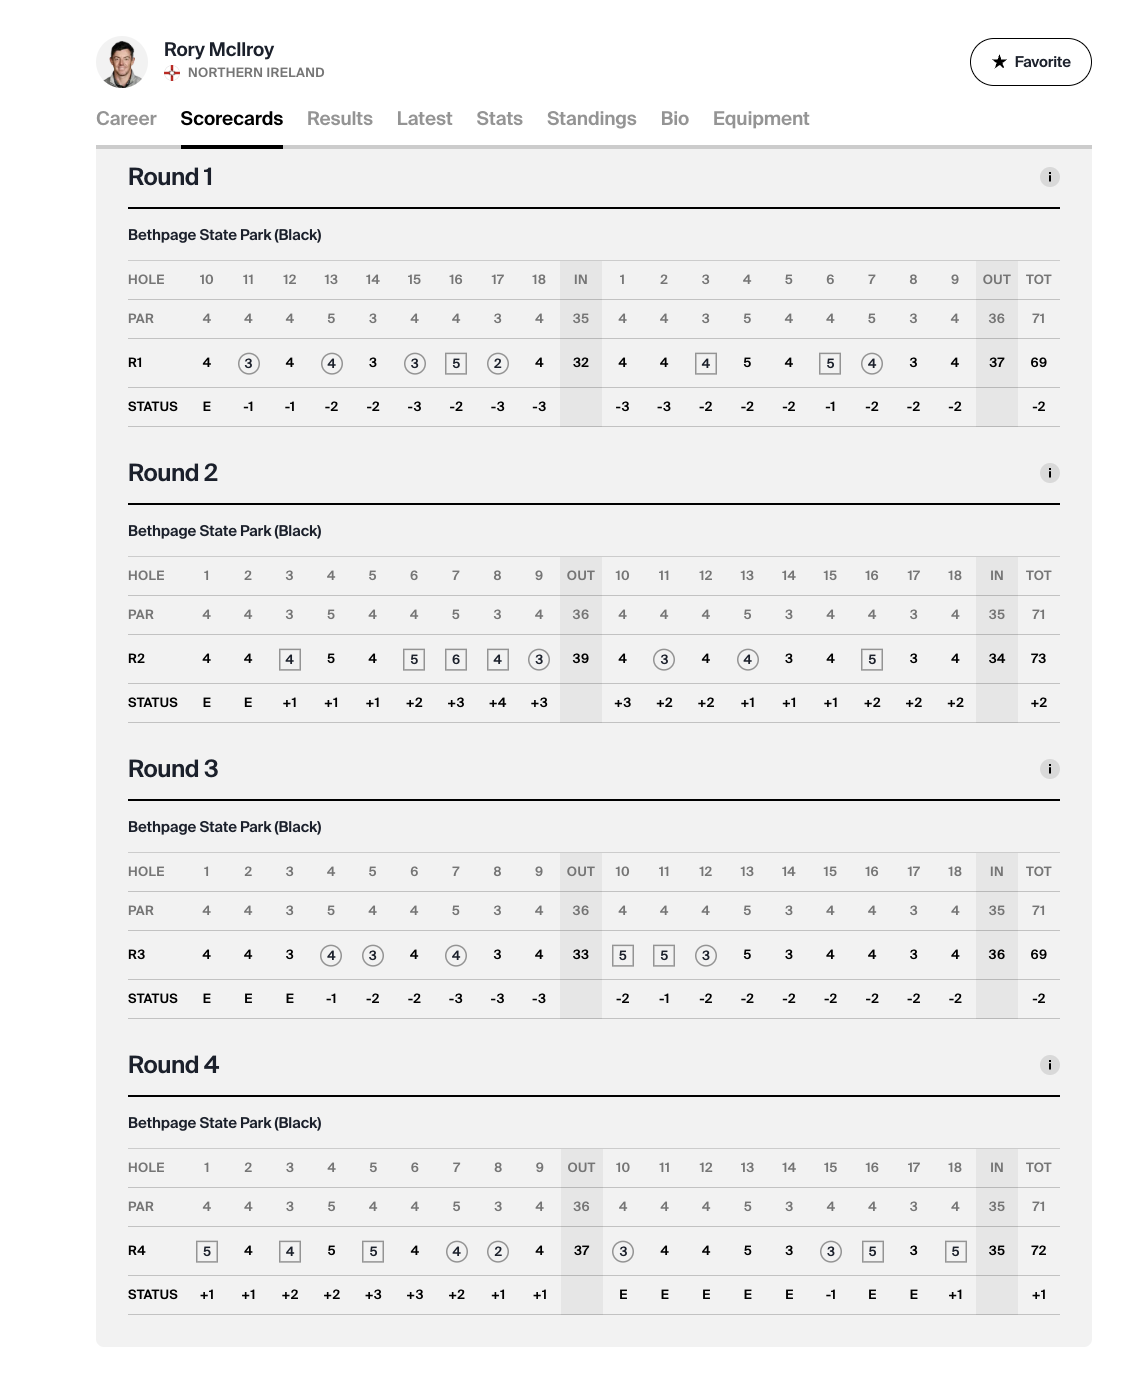 Rory McIlroy
NORTHERN IRELAND
★ Favorite
Career Scorecards Results Latest Stats Standings Bio Equipment
Round 1 i
Bethpage State Park (Black)
HOLE 10 11 12 13 14 15 16 17 18 IN 1 2 3 4 5 6 7 8 9 OUT TOT
PAR 4 4 4 5 3 4 4 3 4 35 4 4 3 5 4 4 5 3 4 36 71
R1 4 3 4 4 3 3 5 2 4 32 4 4 4 5 4 5 4 3 4 37 69
STATUS E -1 -1 -2 -2 -3 -2 -3 -3 -3 -3 -2 -2 -2 -1 -2 -2 -2 -2
Round 2 i
Bethpage State Park (Black)
HOLE 1 2 3 4 5 6 7 8 9 OUT 10 11 12 13 14 15 16 17 18 IN TOT
PAR 4 4 3 5 4 4 5 3 4 36 4 4 4 5 3 4 4 3 4 35 71
R2 4 4 4 5 4 5 6 4 3 39 4 3 4 4 3 4 5 3 4 34 73
STATUS E E +1 +1 +1 +2 +3 +4 +3 +3 +2 +2 +1 +1 +1 +2 +2 +2 +2
Round 3 i
Bethpage State Park (Black)
HOLE 1 2 3 4 5 6 7 8 9 OUT 10 11 12 13 14 15 16 17 18 IN TOT
PAR 4 4 3 5 4 4 5 3 4 36 4 4 4 5 3 4 4 3 4 35 71
R3 4 4 3 4 3 4 4 3 4 33 5 5 3 5 3 4 4 3 4 36 69
STATUS E E E -1 -2 -2 -3 -3 -3 -2 -1 -2 -2 -2 -2 -2 -2 -2 -2
Round 4 i
Bethpage State Park (Black)
HOLE 1 2 3 4 5 6 7 8 9 OUT 10 11 12 13 14 15 16 17 18 IN TOT
PAR 4 4 3 5 4 4 5 3 4 36 4 4 4 5 3 4 4 3 4 35 71
R4 5 4 4 5 5 4 4 2 4 37 3 4 4 5 3 3 5 3 5 35 72
STATUS +1 +1 +2 +2 +3 +3 +2 +1 +1 E E E E E -1 E E +1 +1